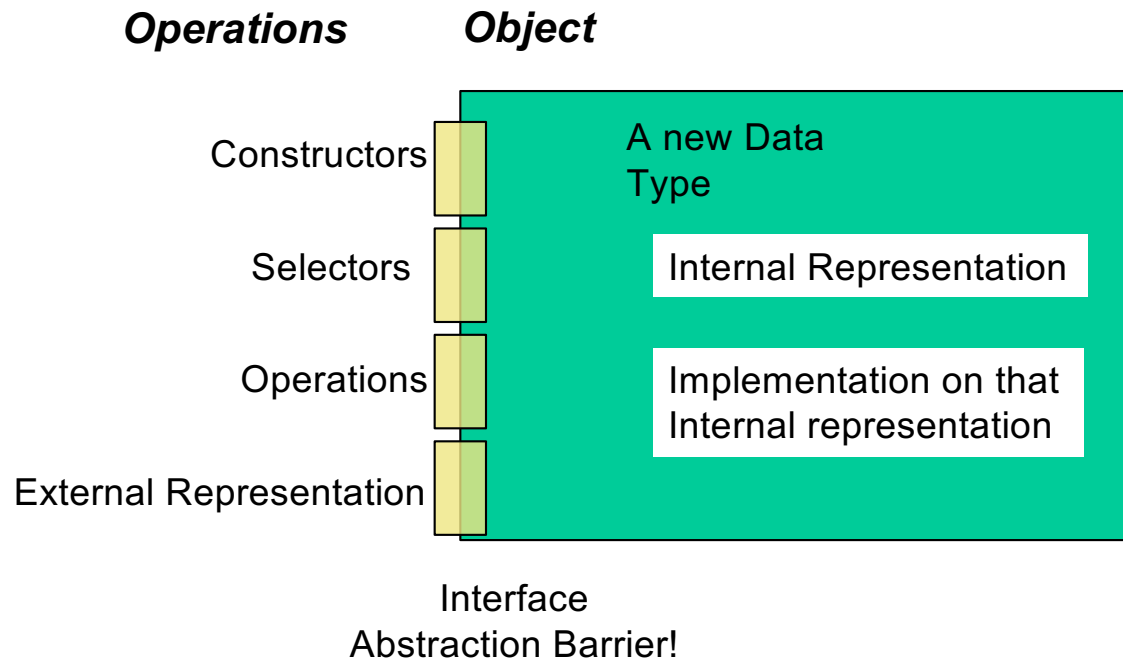 Operations Object
Constructors
A new Data
Type
Selectors
Internal Representation
Operations
Implementation on that
Internal representation
External Representation
Interface
Abstraction Barrier!